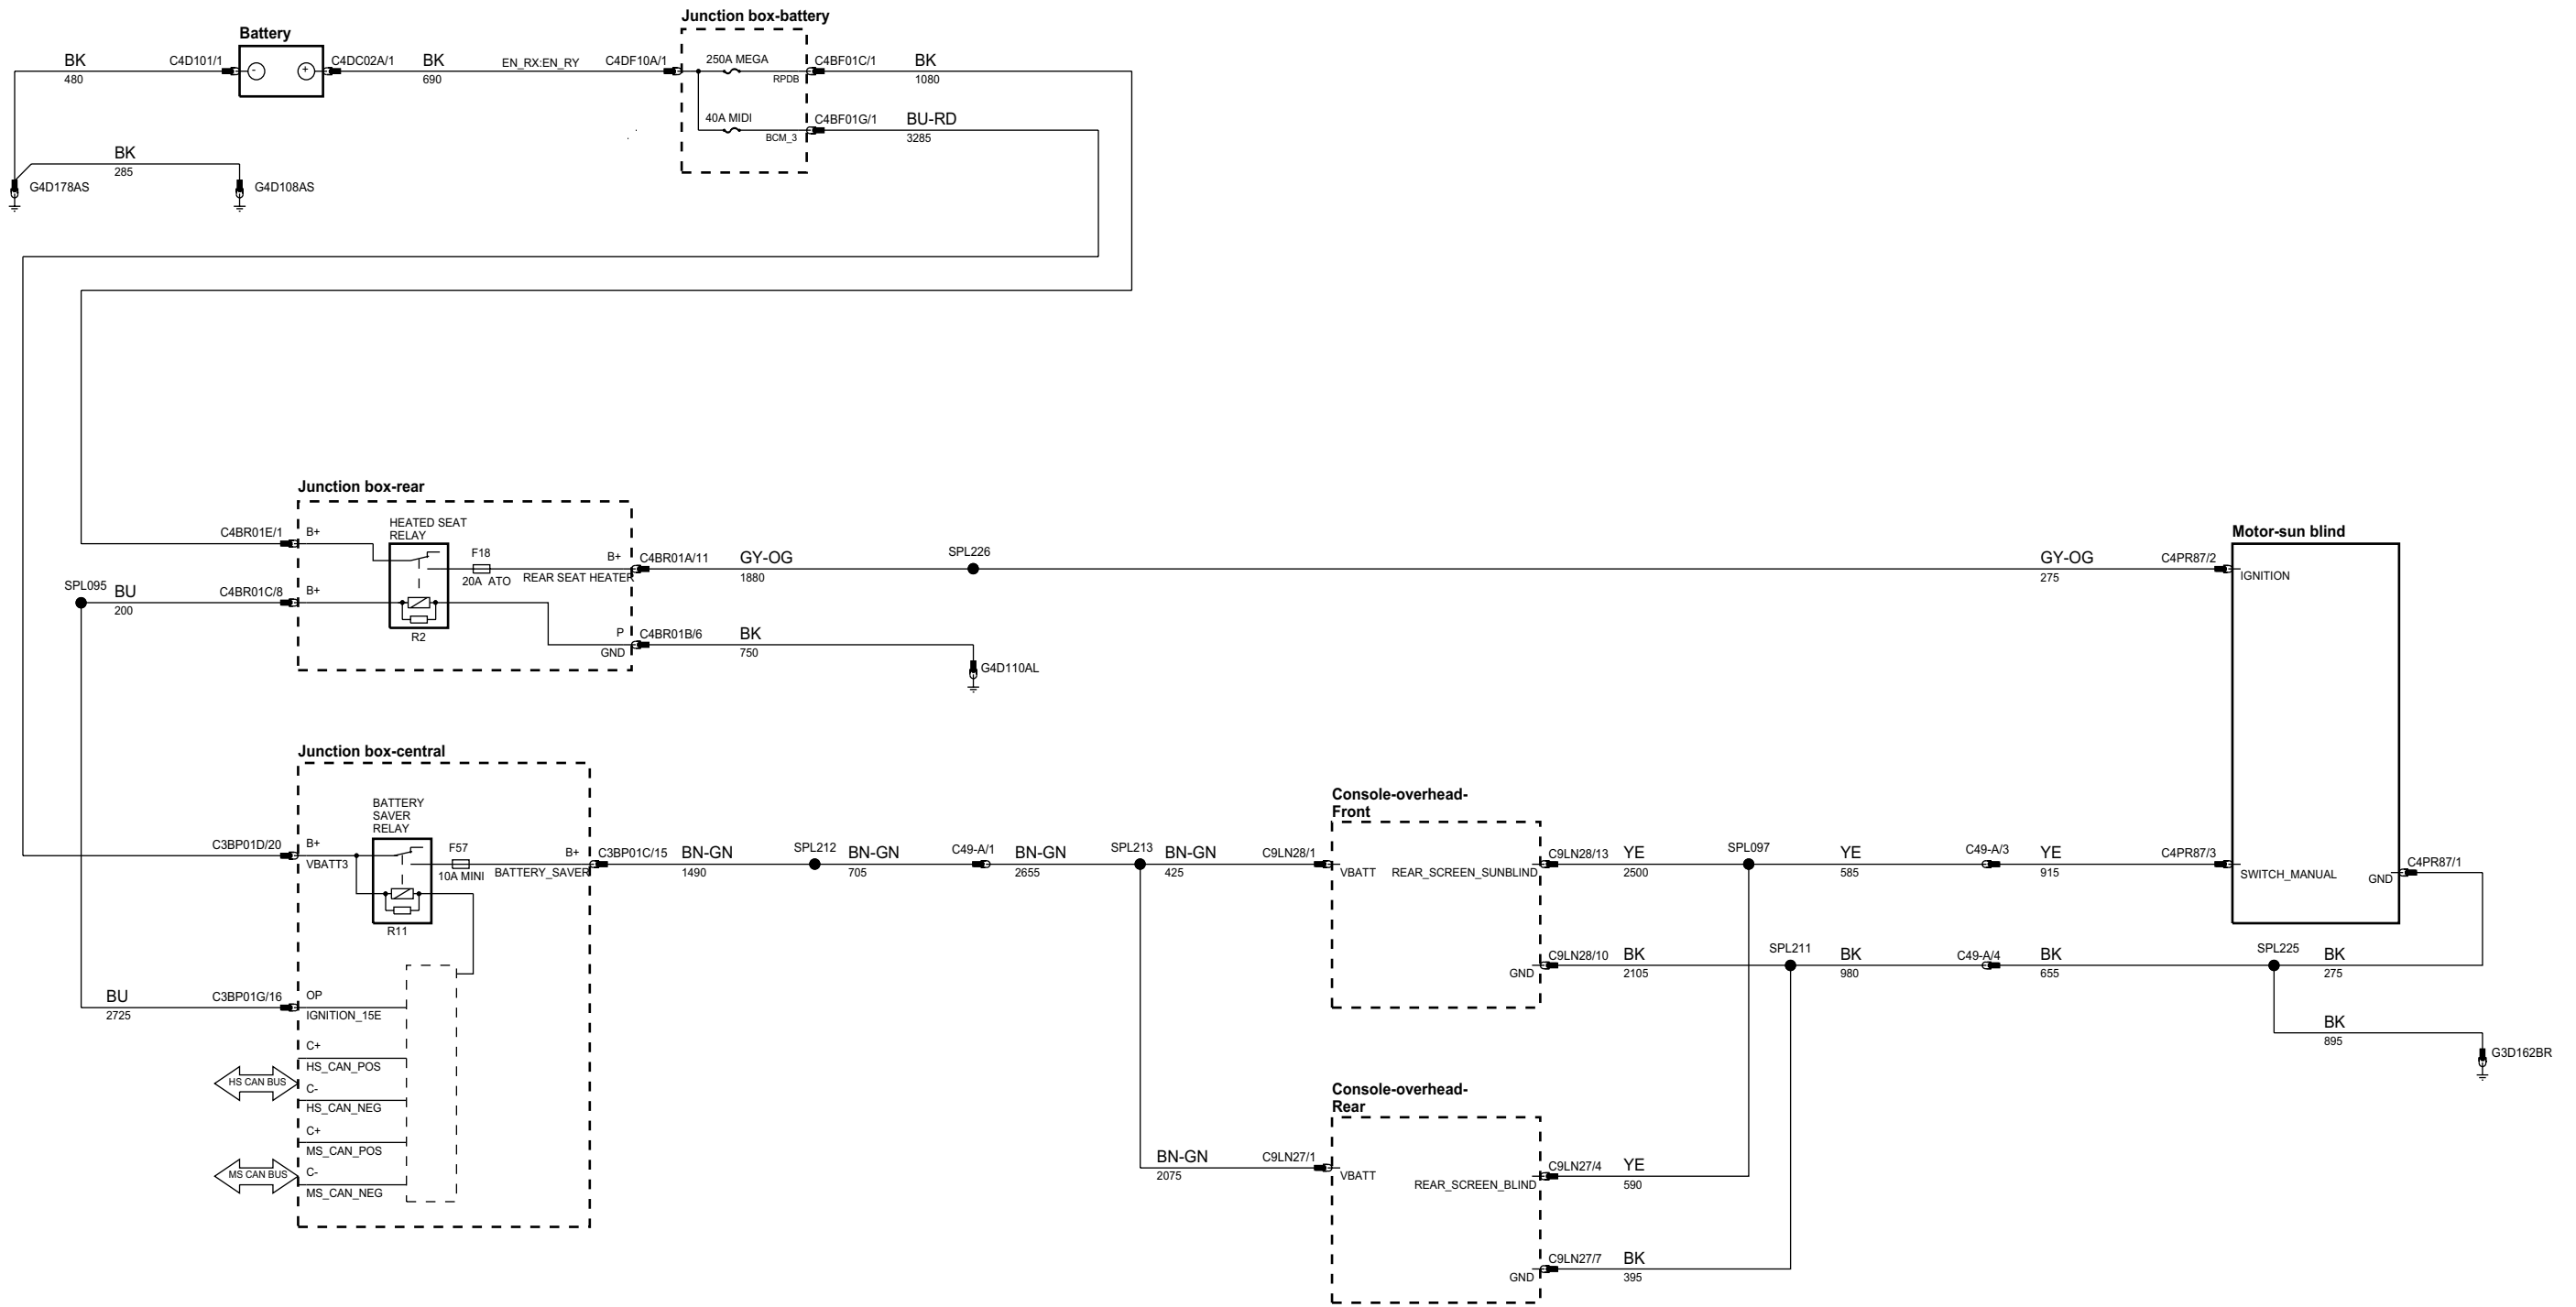 Junction box-battery
Battery
BK
480
C4D101/1
-
+
C4DC02A/1
BK
690
EN_RX:EN_RY
C4DF10A/1
250A MEGA
RPDB
C4BF01C/1
BK
1080
40A MIDI
BCM_3
C4BF01G/1
BU-RD
3285
BK
285
G4D178AS
G4D108AS
Junction box-rear
C4BR01E/1
B+
HEATED SEAT
RELAY
F18
20A ATO
B+
REAR SEAT HEATER
C4BR01A/11
GY-OG
1880
SPL226
GY-OG
275
C4PR87/2
Motor-sun blind
IGNITION
SPL095
BU
200
C4BR01C/8
B+
R2
P
GND
C4BR01B/6
BK
750
G4D110AL
Junction box-central
BATTERY
SAVER
RELAY
C3BP01D/20
B+
VBATT3
F57
10A MINI
B+
BATTERY_SAVER
C3BP01C/15
BN-GN
1490
SPL212
BN-GN
705
C49-A/1
BN-GN
2655
SPL213
BN-GN
425
C9LN28/1
Console-overhead-
Front
VBATT
REAR_SCREEN_SUNBLIND
C9LN28/13
YE
2500
SPL097
YE
585
C49-A/3
YE
915
C4PR87/3
SWITCH_MANUAL
GND
C4PR87/1
R11
GND
C9LN28/10
BK
2105
SPL211
BK
980
C49-A/4
BK
655
SPL225
BK
275
BU
2725
C3BP01G/16
OP
IGNITION_15E
BK
895
G3D162BR
C+
HS_CAN_POS
HS CAN BUS
C-
HS_CAN_NEG
C+
MS_CAN_POS
MS CAN BUS
C-
MS_CAN_NEG
Console-overhead-
Rear
BN-GN
2075
C9LN27/1
VBATT
REAR_SCREEN_BLIND
C9LN27/4
YE
590
GND
C9LN27/7
BK
395